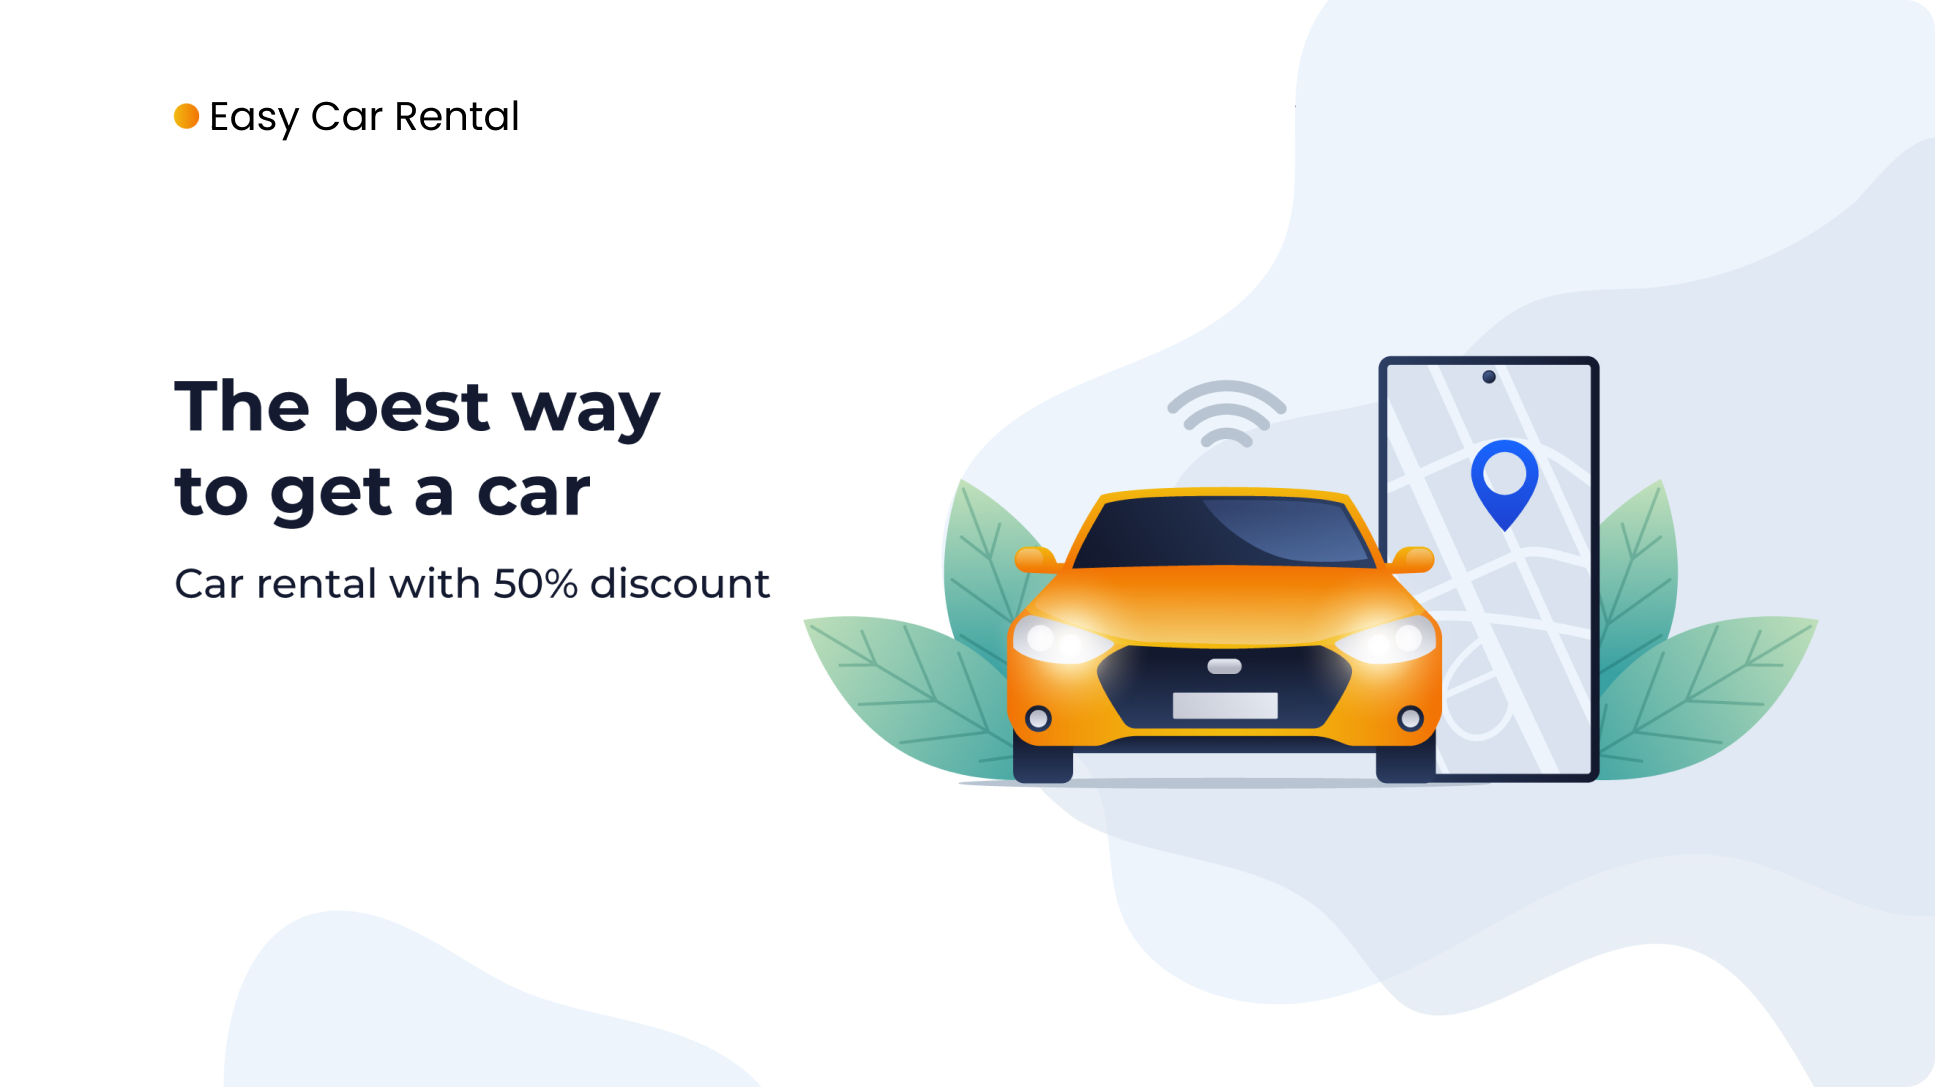 Easy Car Rental
The best way
to get a car
Car rental with 50% discount